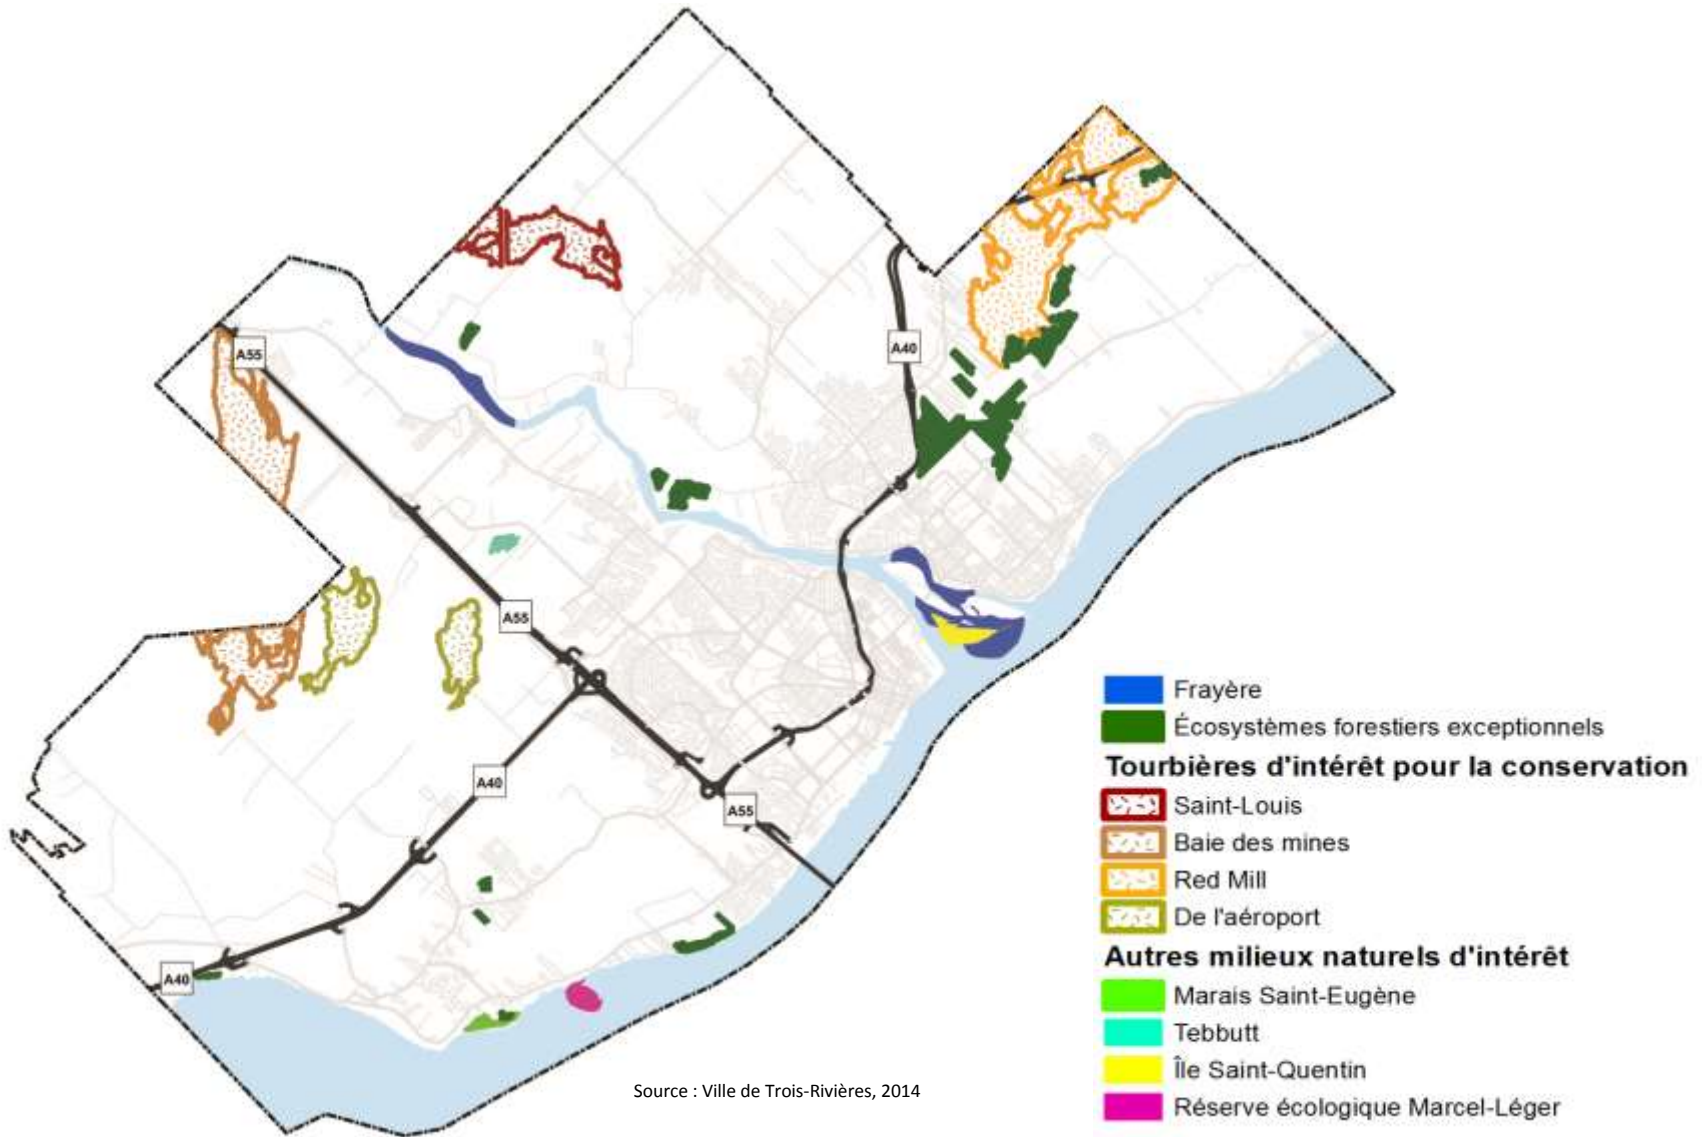 A55
A40
A55
A40
A55
A40
Frayère
Écosystèmes forestiers exceptionnels
Tourbières d'intérêt pour la conservation
Saint-Louis
Baie des mines
Red Mill
De l'aéroport
Autres milieux naturels d'intérêt
Marais Saint-Eugène
Tebbutt
Île Saint-Quentin
Réserve écologique Marcel-Léger
Source : Ville de Trois-Rivières, 2014